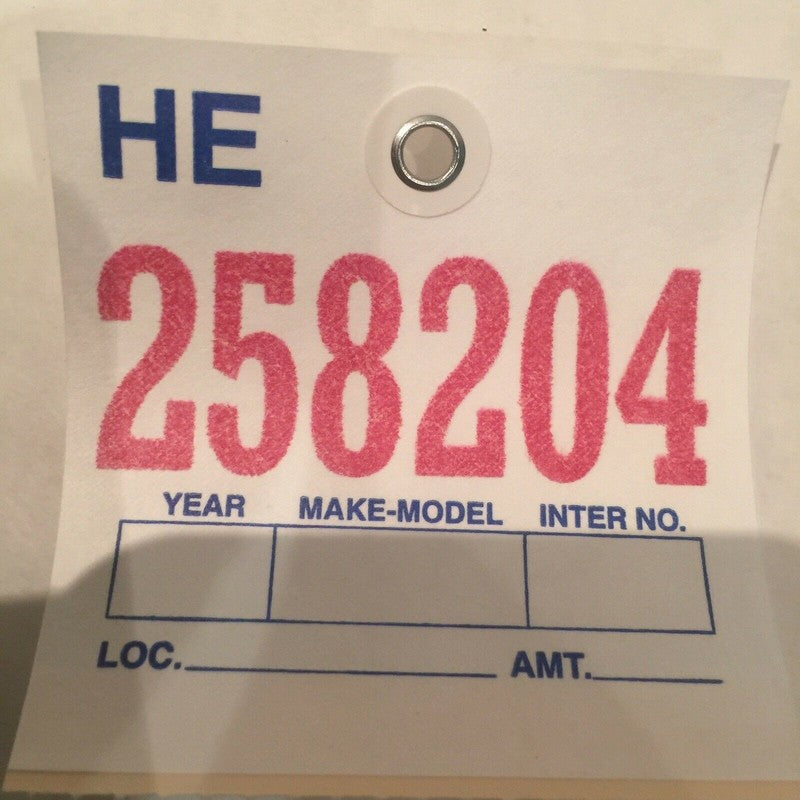 HE
258204
YEAR MAKE-MODEL INTER NO.
LOC. AMT.